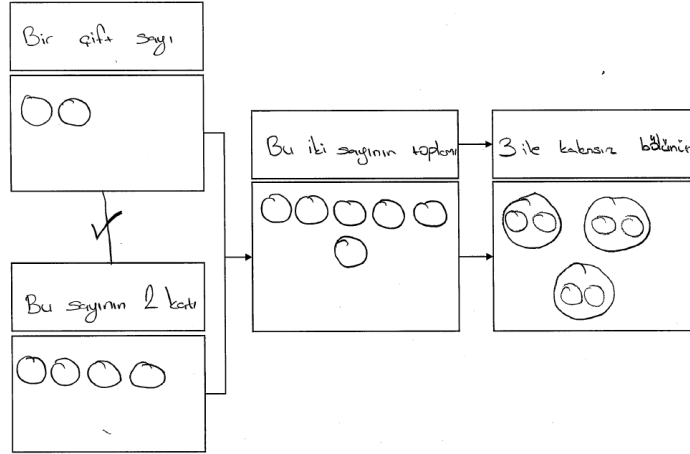 Bir çift sayı
Bu sayının 2 katı
Bu iki sayının toplamı
3 ile kalansız bölünür